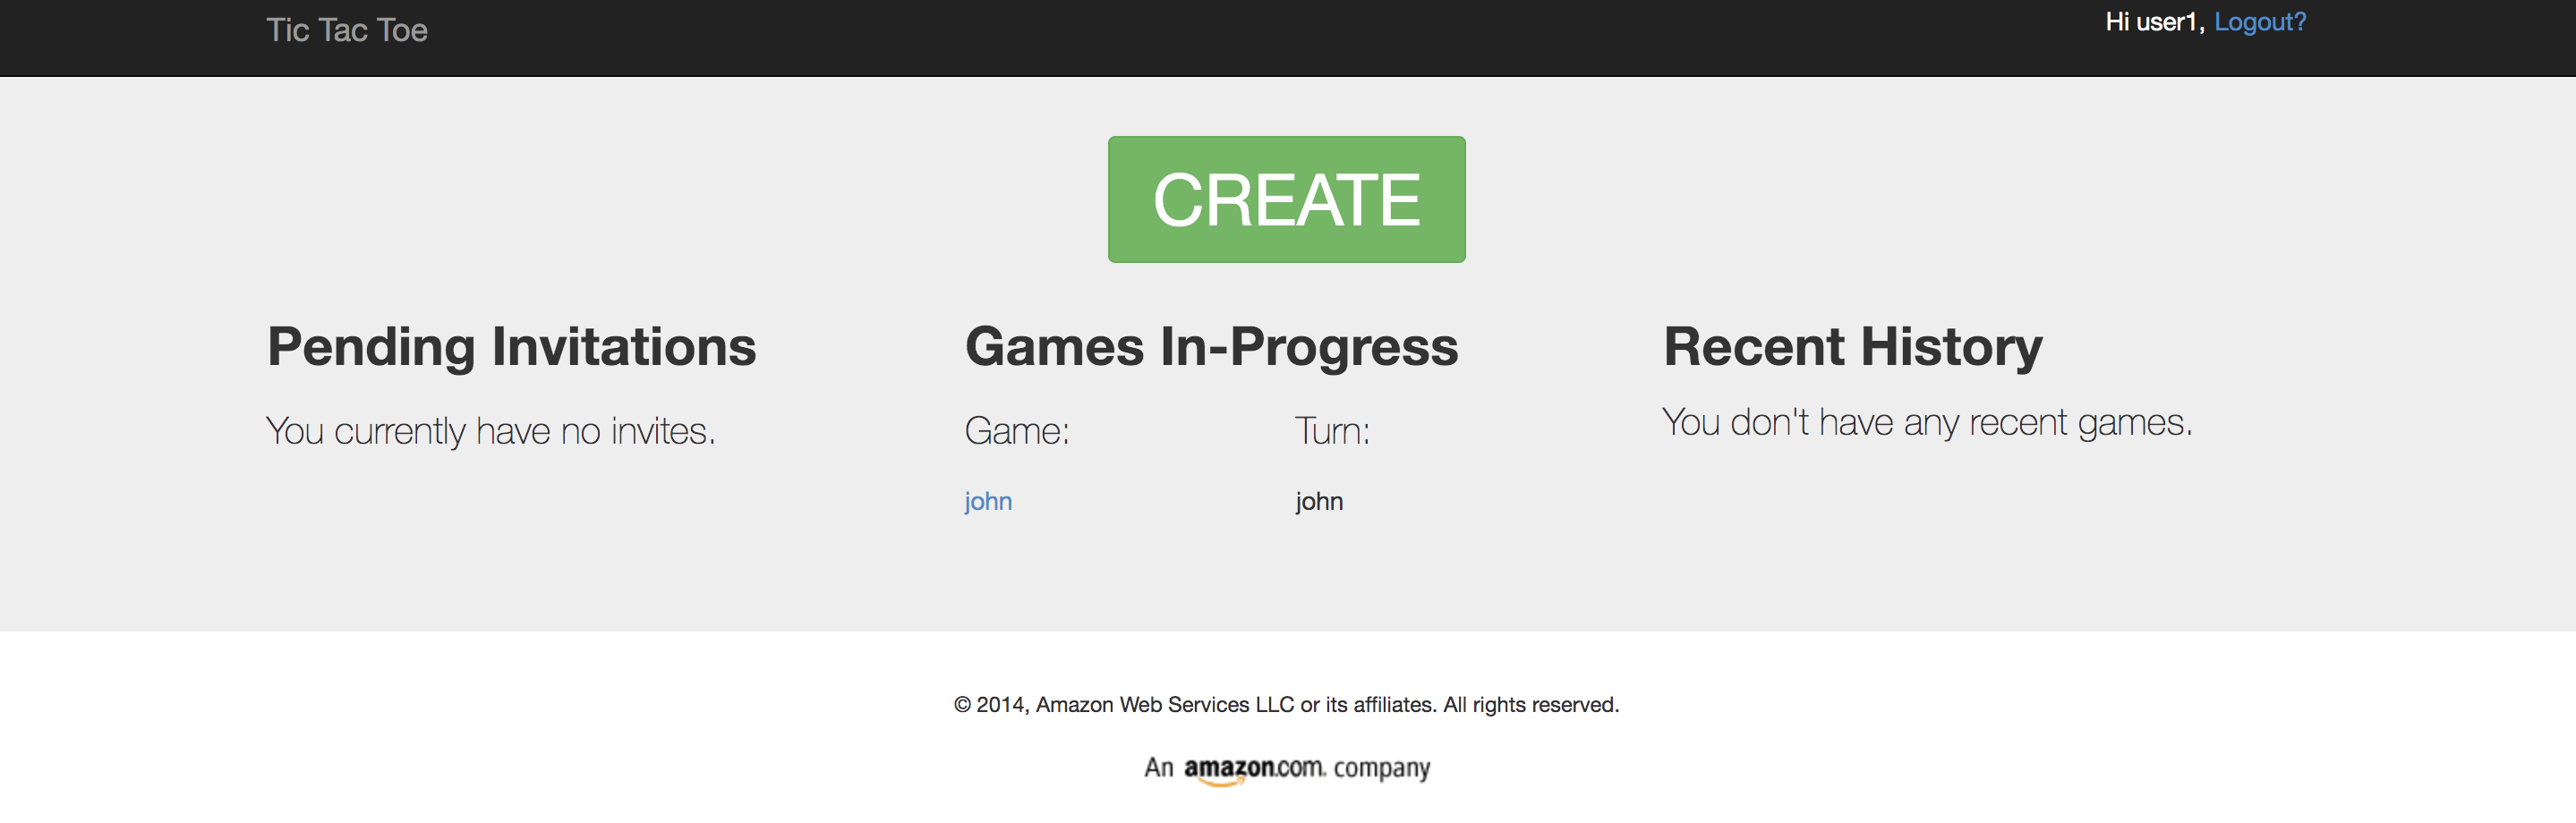 Tic Tac Toe
Hi user1, Logout?
CREATE
Pending Invitations
You currently have no invites.
Games In-Progress
Game: Turn:
john john
Recent History
You don't have any recent games.
© 2014, Amazon Web Services LLC or its affiliates. All rights reserved.
An amazon.com. company